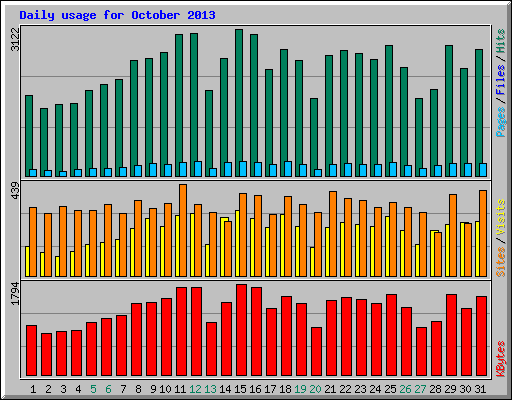 Daily usage for October 2013
3122
Pages / Files / Hits
439
Sites / Visits
1794
KBytes
1 2 3 4 5 6 7 8 9 10 11 12 13 14 15 16 17 18 19 20 21 22 23 24 25 26 27 28 29 30 31